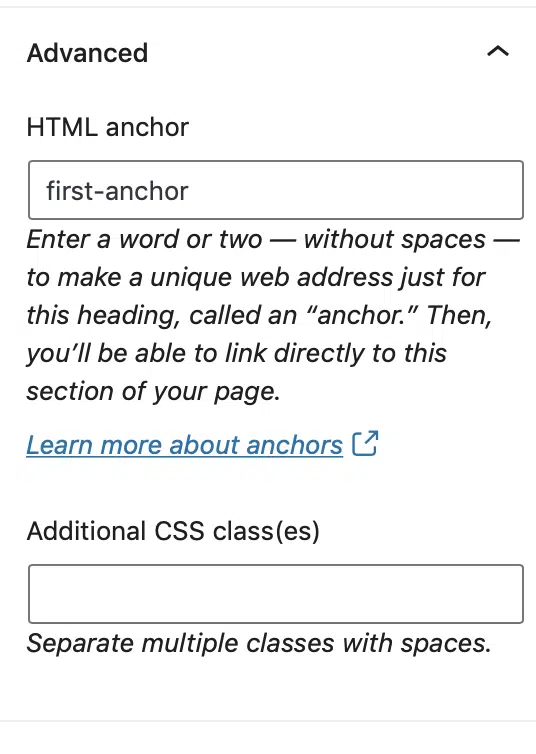 Advanced
HTML anchor
first-anchor
Enter a word or two — without spaces —
to make a unique web address just for
this heading, called an “anchor.” Then,
you’ll be able to link directly to this
section of your page.
Learn more about anchors
Additional CSS class(es)
Separate multiple classes with spaces.